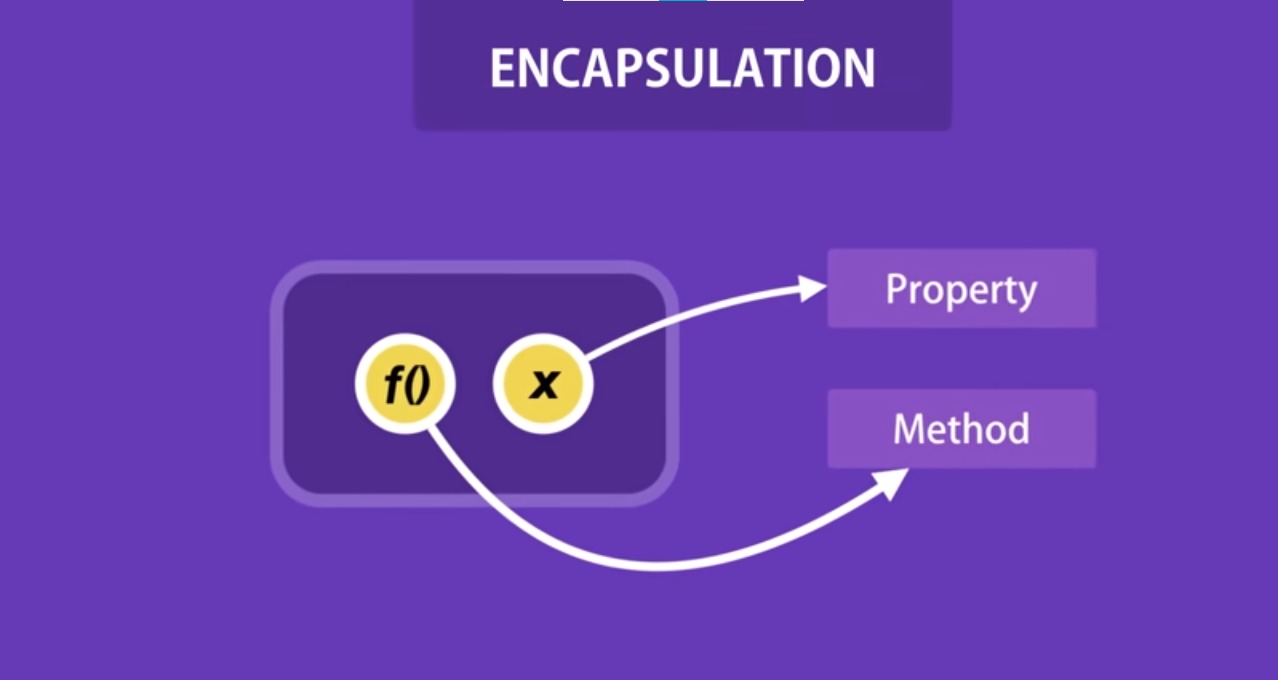 ENCAPSULATION
f()
x
Property
Method